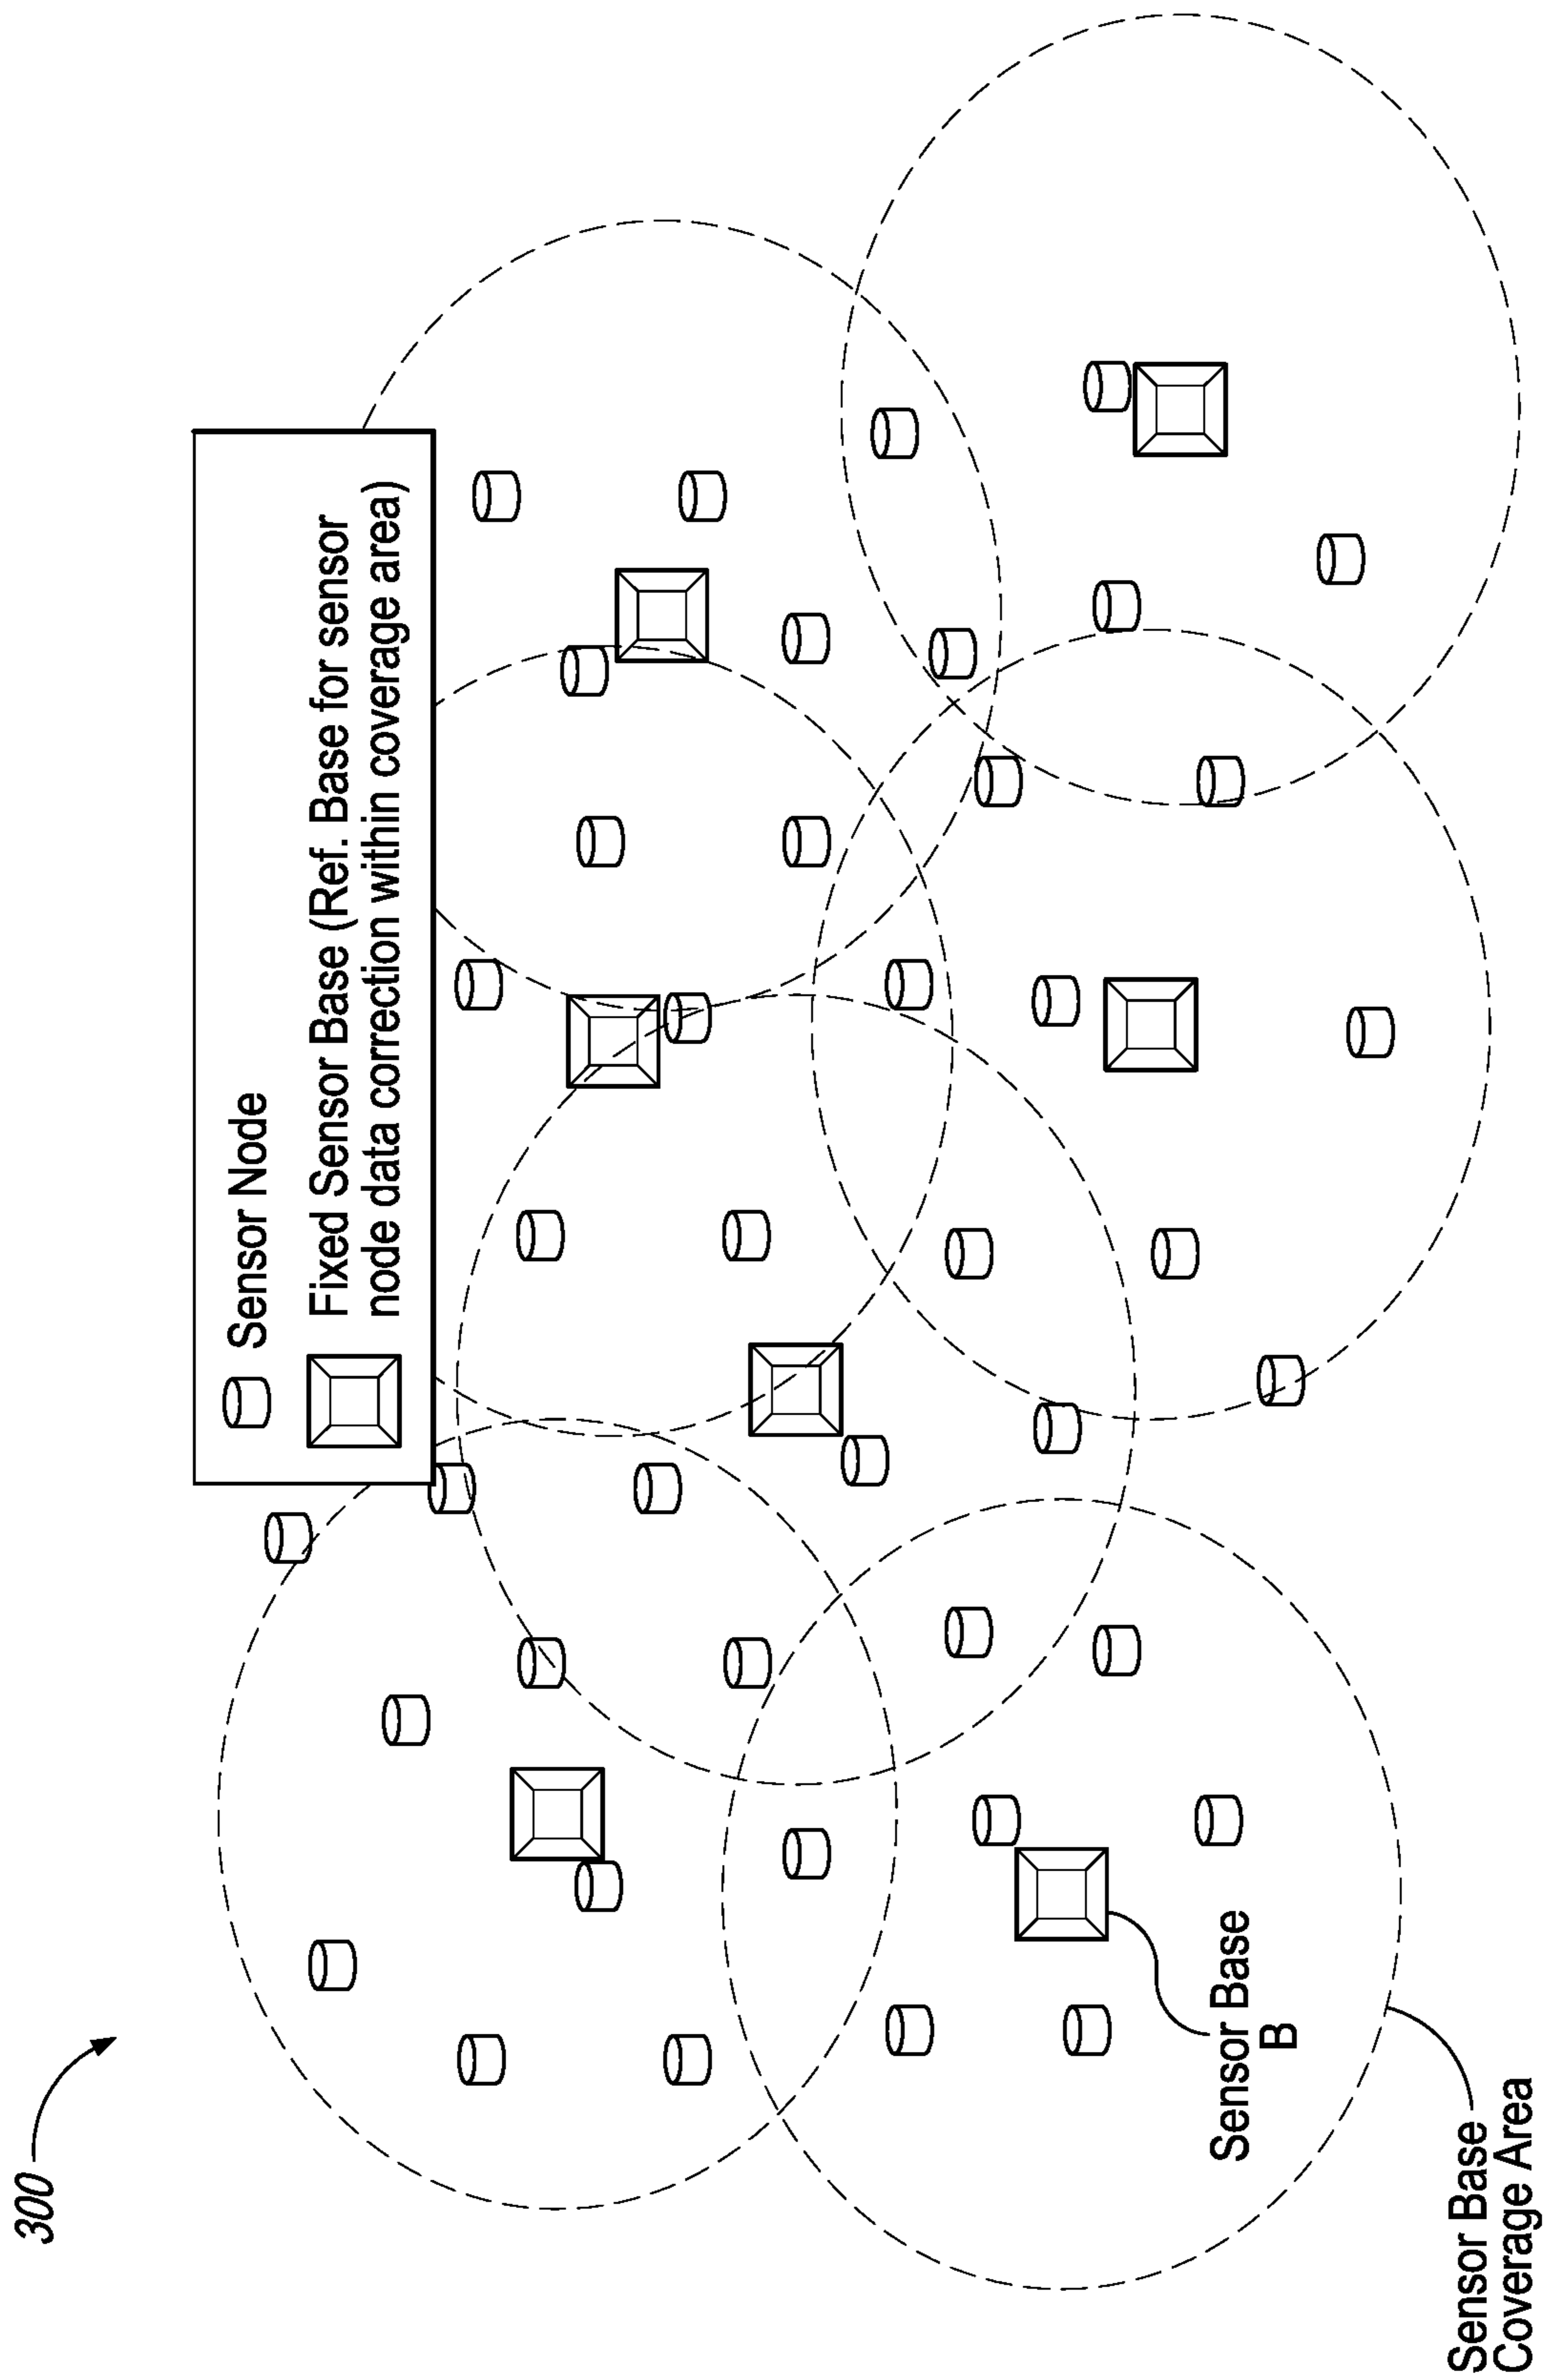 300
Sensor Node
Fixed Sensor Base (Ref. Base for sensor
node data correction within coverage area)
Sensor Base
B
Sensor Base
Coverage Area